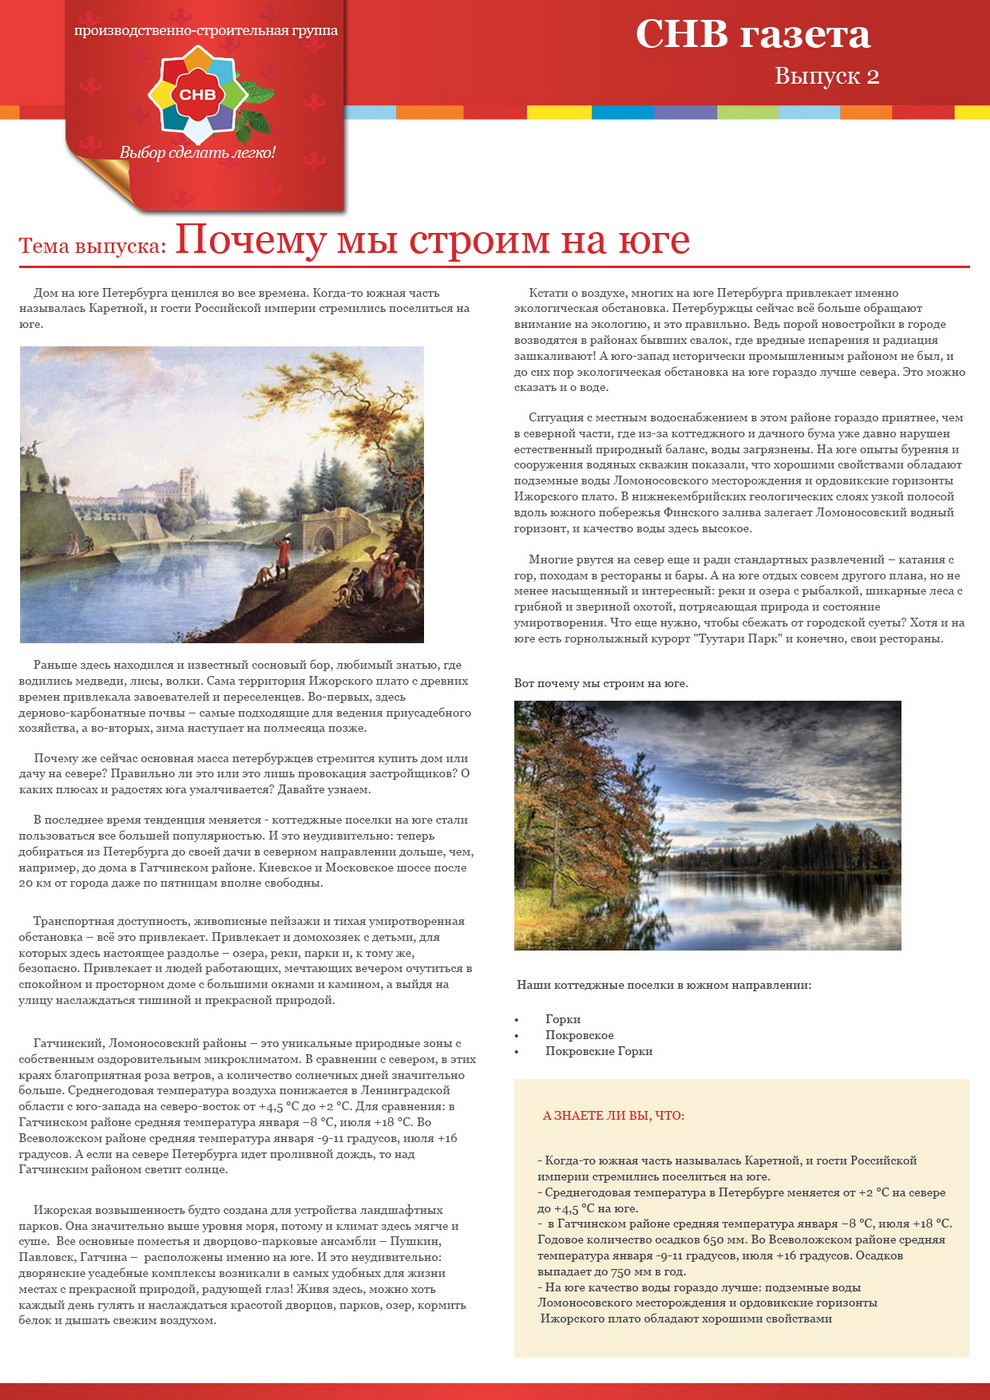 производственно-строительная группа
СНВ
Выбор сделать легко!
СНВ газета
Выпуск 2
Тема выпуска: Почему мы строим на юге
Дом на юге Петербурга ценился во все времена. Когда-то южная часть
называлась Каретной, и гости Российской империи стремились поселиться на
юге.
Раньше здесь находился и известный сосновый бор, любимый знатью, где
водились медведи, лисы, волки. Сама территория Ижорского плато с древних
времен привлекала завоевателей и переселенцев. Во-первых, здесь
дерново-карбонатные почвы – самые подходящие для ведения приусадебного
хозяйства, а во-вторых, зима наступает на полмесяца позже.
Почему же сейчас основная масса петербуржцев стремится купить дом или
дачу на севере? Правильно ли это или это лишь провокация застройщиков? О
каких плюсах и радостях юга умалчивается? Давайте узнаем.
В последнее время тенденция меняется - коттеджные поселки на юге стали
пользоваться все большей популярностью. И это неудивительно: теперь
добираться из Петербурга до своей дачи в северном направлении дольше, чем,
например, до дома в Гатчинском районе. Киевское и Московское шоссе после
20 км от города даже по пятницам вполне свободны.
Транспортная доступность, живописные пейзажи и тихая умиротворенная
обстановка – всё это привлекает. Привлекает и домохозяек с детьми, для
которых здесь настоящее раздолье – озера, реки, парки и, к тому же,
безопасно. Привлекает и людей работающих, мечтающих вечером очутиться в
спокойном и просторном доме с большими окнами и камином, а выйдя на
улицу наслаждаться тишиной и прекрасной природой.
Гатчинский, Ломоносовский районы – это уникальные природные зоны с
собственным оздоровительным микроклиматом. В сравнении с севером, в этих
краях благоприятная роза ветров, а количество солнечных дней значительно
больше. Среднегодовая температура воздуха понижается в Ленинградской
области с юго-запада на северо-восток от +4,5 °С до +2 °С. Для сравнения: в
Гатчинском районе средняя температура января –8 °С, июля +18 °С. Во
Всеволожском районе средняя температура января -9-11 градусов, июля +16
градусов. А если на севере Петербурга идет проливной дождь, то над
Гатчинским районом светит солнце.
Ижорская возвышенность будто создана для устройства ландшафтных
парков. Она значительно выше уровня моря, потому и климат здесь мягче и
суше. Все основные поместья и дворцово-парковые ансамбли – Пушкин,
Павловск, Гатчина – расположены именно на юге. И это неудивительно:
дворянские усадебные комплексы возникали в самых удобных для жизни
местах с прекрасной природой, радующей глаз! Живя здесь, можно хоть
каждый день гулять и наслаждаться красотой дворцов, парков, озер, кормить
белок и дышать свежим воздухом.
Кстати о воздухе, многих на юге Петербурга привлекает именно
экологическая обстановка. Петербуржцы сейчас всё больше обращают
внимание на экологию, и это правильно. Ведь порой новостройки в городе
возводятся в районах бывших свалок, где вредные испарения и радиация
зашкаливают! А юго-запад исторически промышленным районом не был, и
до сих пор экологическая обстановка на юге гораздо лучше севера. Это можно
сказать и о воде.
Ситуация с местным водоснабжением в этом районе гораздо приятнее, чем
в северной части, где из-за коттеджного и дачного бума уже давно нарушен
естественный природный баланс, воды загрязнены. На юге опыты бурения и
сооружения водяных скважин показали, что хорошими свойствами обладают
подземные воды Ломоносовского месторождения и ордовикские горизонты
Ижорского плато. В нижнекембрийских геологических слоях узкой полосой
вдоль южного побережья Финского залива залегает Ломоносовский водный
горизонт, и качество воды здесь высокое.
Многие рвутся на север еще и ради стандартных развлечений – катания с
гор, походам в рестораны и бары. А на юге отдых совсем другого плана, но не
менее насыщенный и интересный: реки и озера с рыбалкой, шикарные леса с
грибной и звериной охотой, потрясающая природа и состояние
умиротворения. Что еще нужно, чтобы сбежать от городской суеты? Хотя и на
юге есть горнолыжный курорт "Туутари Парк" и конечно, свои рестораны.
Вот почему мы строим на юге.
Наши коттеджные поселки в южном направлении:
• Горки
• Покровское
• Покровские Горки
А ЗНАЕТЕ ЛИ ВЫ, ЧТО:
- Когда-то южная часть называлась Каретной, и гости Российской
империи стремились поселиться на юге.
- Среднегодовая температура в Петербурге меняется от +2 °С на севере
до +4,5 °С на юге.
- в Гатчинском районе средняя температура января –8 °С, июля +18 °С.
Годовое количество осадков 650 мм. Во Всеволожском районе средняя
температура января -9-11 градусов, июля +16 градусов. Осадков
выпадает до 750 мм в год.
- На юге качество воды гораздо лучше: подземные воды
Ломоносовского месторождения и ордовикские горизонты
Ижорского плато обладают хорошими свойствами